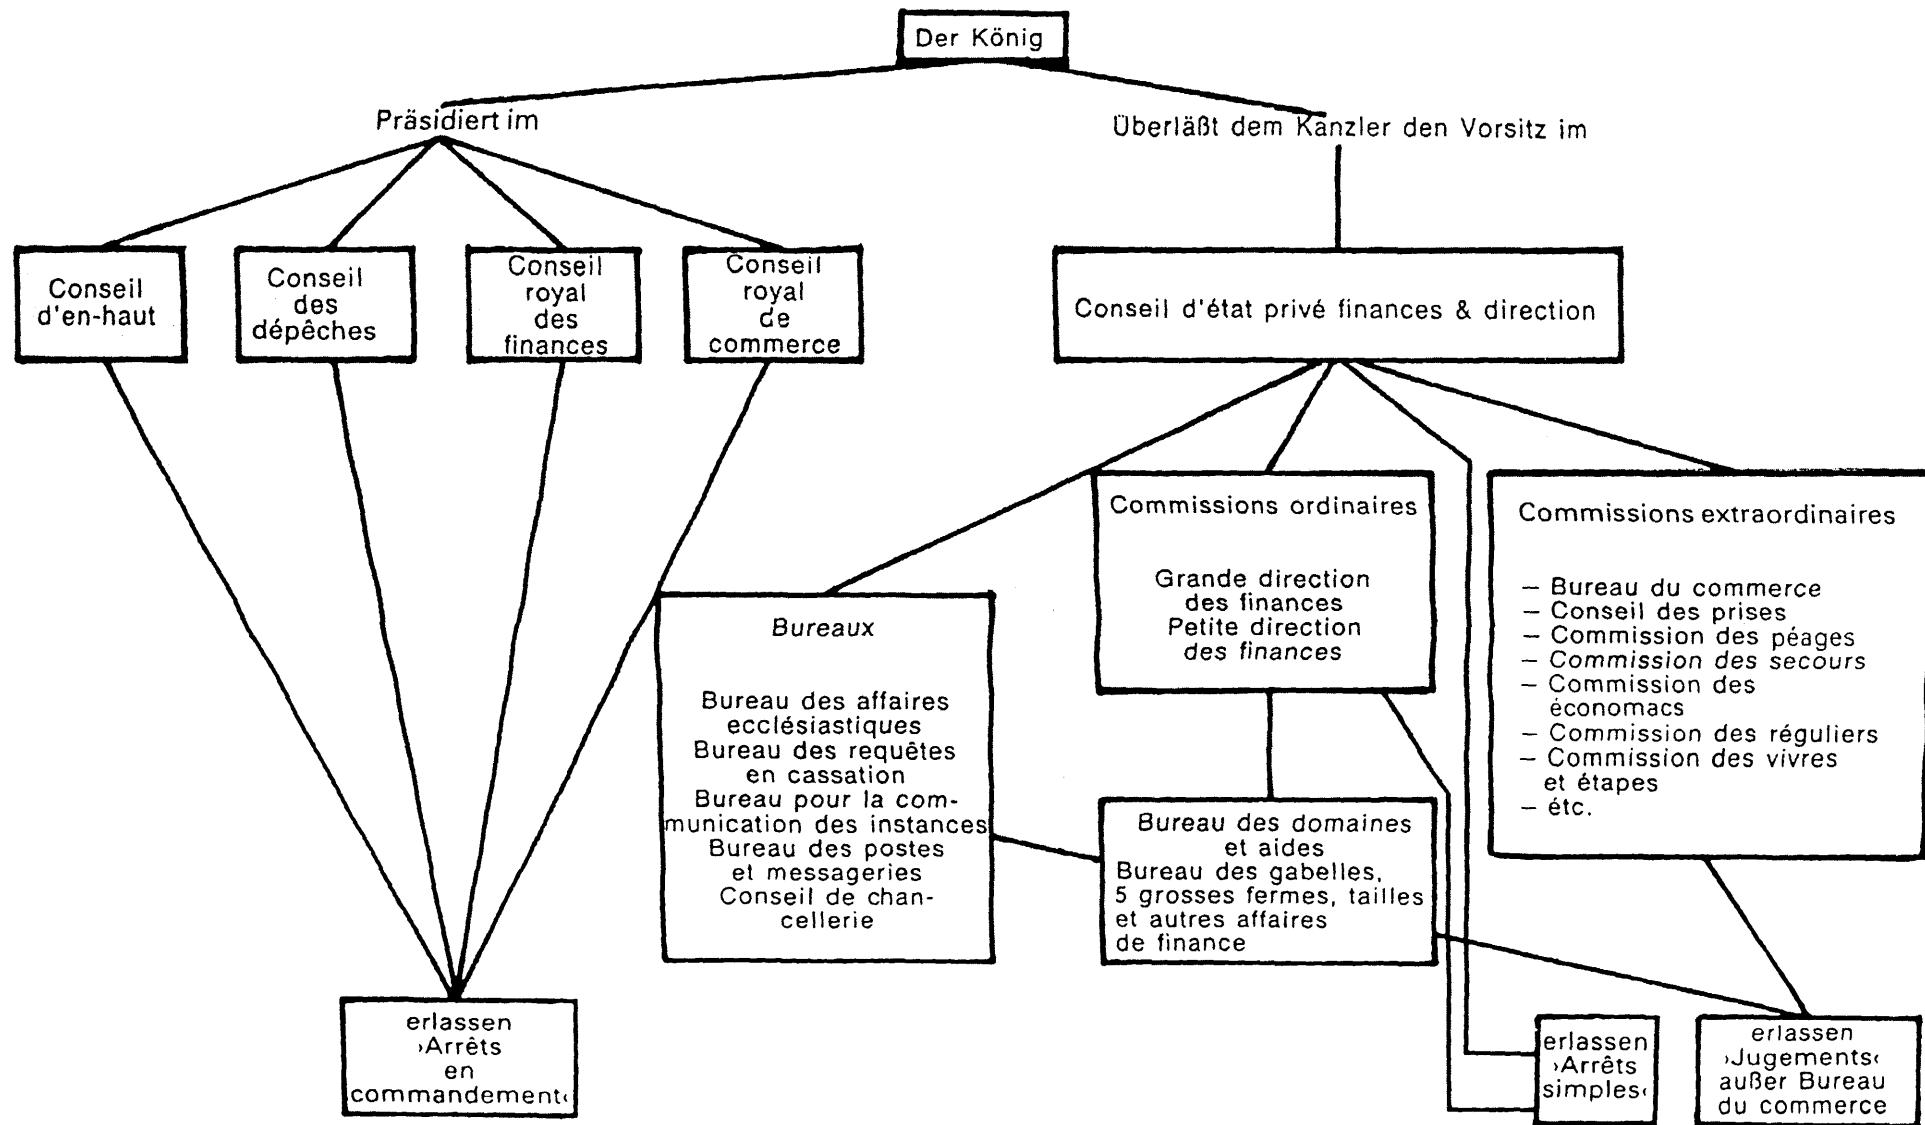 Der König
Präsidiert im
Überläßt dem Kanzler den Vorsitz im
Conseil
d'en-haut
Conseil
des
dépêches
Conseil
royal
des
finances
Conseil
royal
de
commerce
Conseil d'état privé finances & direction
Bureaux
Bureau des affaires
ecclésiastiques
Bureau des requêtes
en cassation
Bureau pour la com-
munication des instances
Bureau des postes
et messageries
Conseil de chan-
cellerie
Commissions ordinaires
Grande direction
des finances
Petite direction
des finances
Bureau des domaines
et aides
Bureau des gabelles,
5 grosses fermes, tailles
et autres affaires
de finance
Commissions extraordinaires
– Bureau du commerce
– Conseil des prises
– Commission des péages
– Commission des secours
– Commission des
économacs
– Commission des réguliers
– Commission des vivres
et étapes
– étc.
erlassen
›Arrêts
en
commandement‹
erlassen
›Arrêts
simples‹
erlassen
›Jugements‹
außer Bureau
du commerce